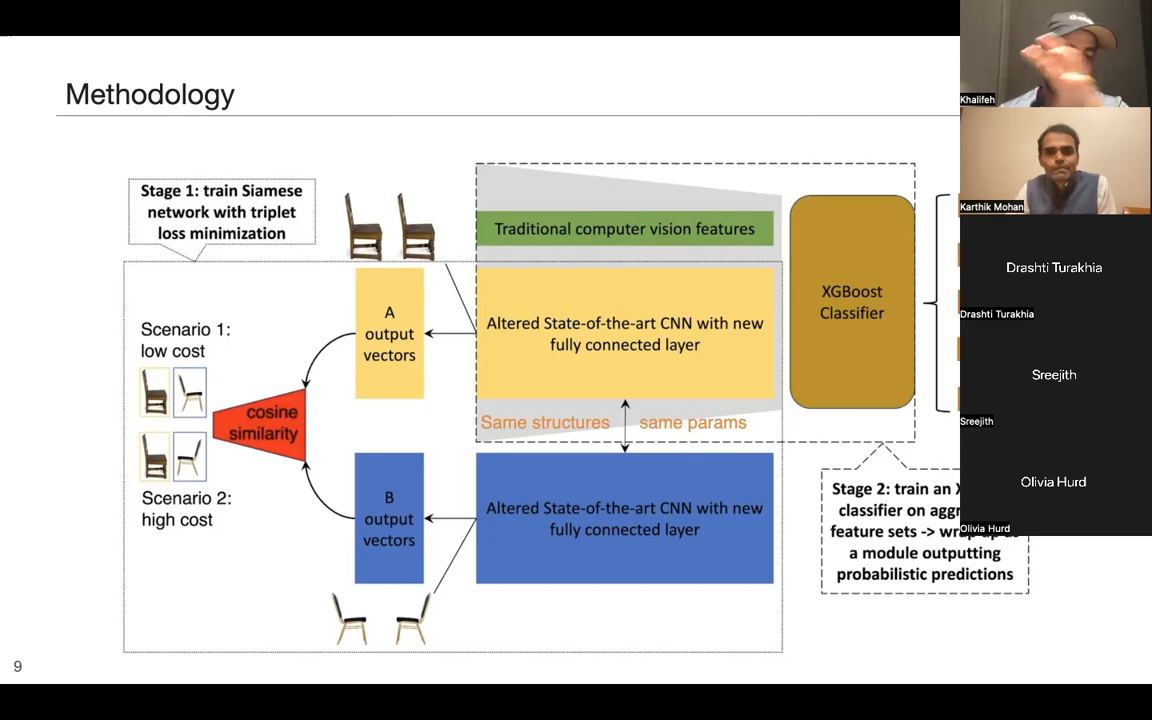 Methodology
Stage 1: train Siamese
network with triplet
loss minimization
Traditional computer vision features
XGBoost
Classifier
A
output
vectors
Altered State-of-the-art CNN with new
fully connected layer
Scenario 1:
low cost
cosine
similarity
Same structures
same params
Scenario 2:
high cost
B
output
vectors
Altered State-of-the-art CNN with new
fully connected layer
Stage 2: train an
classifier on
feature sets ->
a module outputting
probabilistic predictions
9
Khalifeh
Karthik Mohan
Drashti Turakhia
Drashti Turakhia
Sreejith
Sreejith
Olivia Hurd
Olivia Hurd